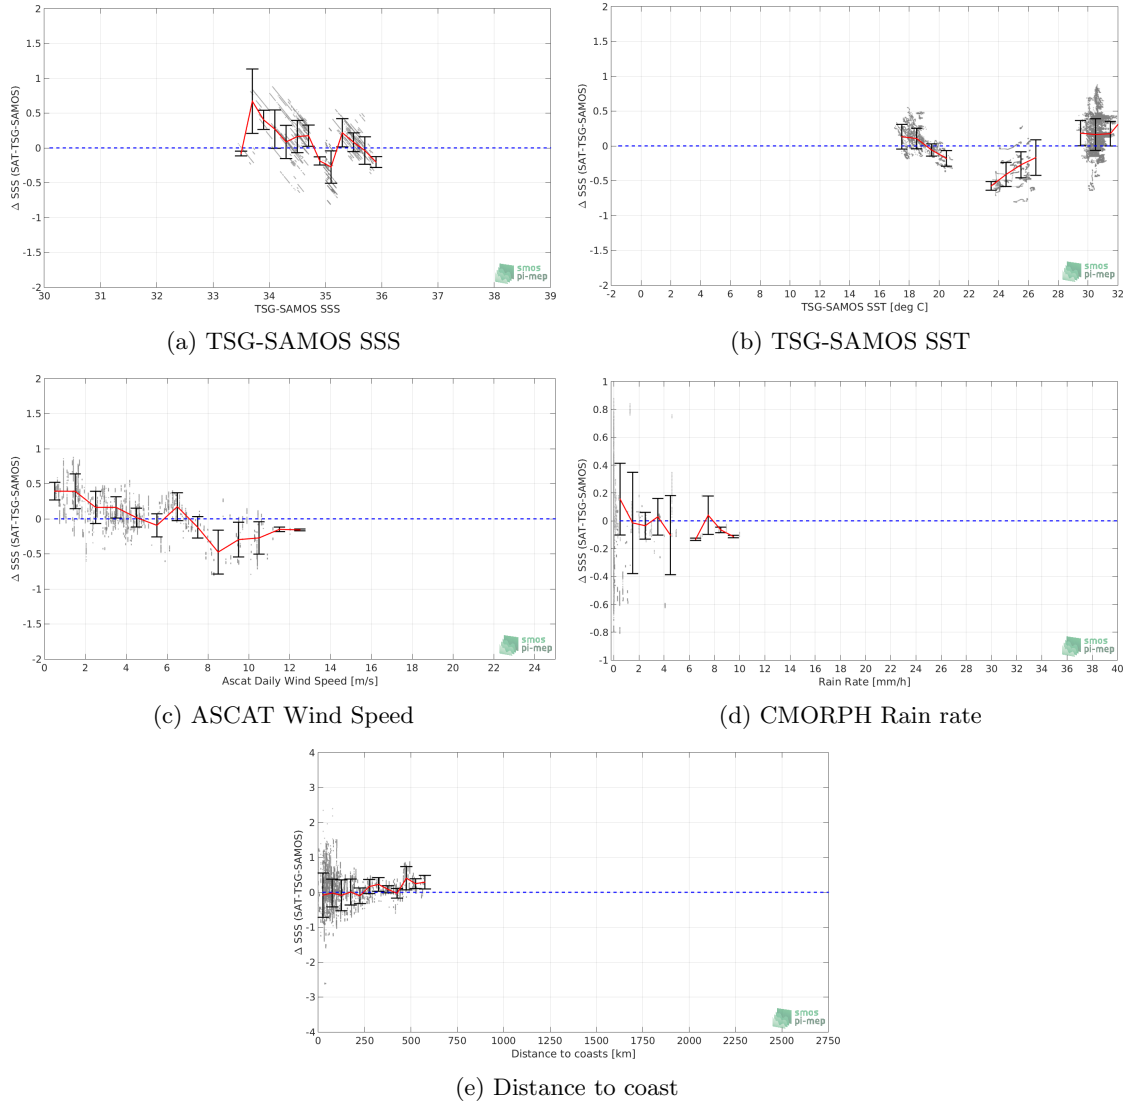 2
1.5
1
0.5
0
-0.5
-1
-1.5
-2
Δ SSS (SAT-TSG-SAMOS)
30 31 32 33 34 35 36 37 38 39
TSG-SAMOS SSS
smos
pi-mep
(a) TSG-SAMOS SSS
2
1.5
1
0.5
0
-0.5
-1
-1.5
-2
Δ SSS (SAT-TSG-SAMOS)
-2 0 2 4 6 8 10 12 14 16 18 20 22 24 26 28 30 32
TSG-SAMOS SST [deg C]
smos
pi-mep
(b) TSG-SAMOS SST
2
1.5
1
0.5
0
-0.5
-1
-1.5
-2
Δ SSS (SAT-TSG-SAMOS)
0 2 4 6 8 10 12 14 16 18 20 22 24
Ascat Daily Wind Speed [m/s]
smos
pi-mep
(c) ASCAT Wind Speed
1
0.8
0.6
0.4
0.2
0
-0.2
-0.4
-0.6
-0.8
-1
Δ SSS (SAT-TSG-SAMOS)
0 2 4 6 8 10 12 14 16 18 20 22 24 26 28 30 32 34 36 38 40
Rain Rate [mm/h]
smos
pi-mep
(d) CMORPH Rain rate
4
3
2
1
0
-1
-2
-3
-4
Δ SSS (SAT-TSG-SAMOS)
0 250 500 750 1000 1250 1500 1750 2000 2250 2500 2750
Distance to coasts [km]
smos
pi-mep
(e) Distance to coast